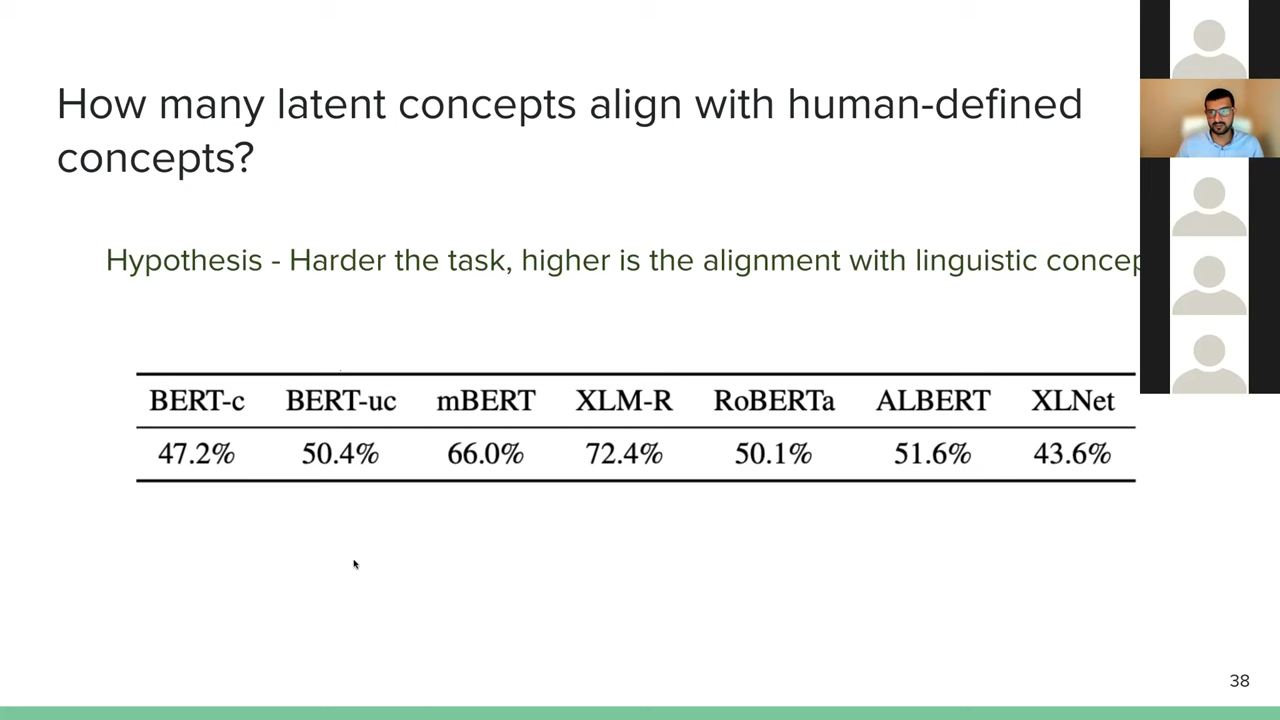 How many latent concepts align with human-defined
concepts?
Hypothesis - Harder the task, higher is the alignment with linguistic
BERT-c BERT-uc mBERT XLM-R RoBERTa ALBERT XLNet
47.2% 50.4% 66.0% 72.4% 50.1% 51.6% 43.6%
38